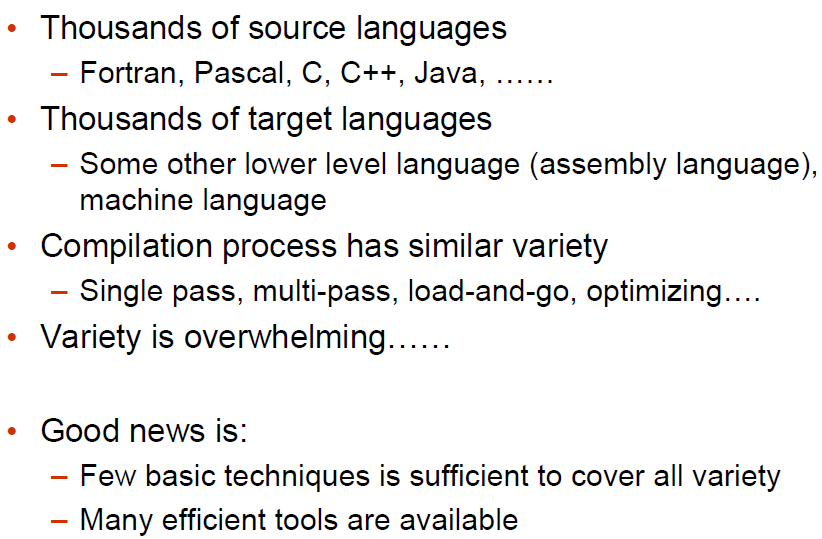 • Thousands of source languages
– Fortran, Pascal, C, C++, Java, ……
• Thousands of target languages
– Some other lower level language (assembly language),
machine language
• Compilation process has similar variety
– Single pass, multi-pass, load-and-go, optimizing….
• Variety is overwhelming……
• Good news is:
– Few basic techniques is sufficient to cover all variety
– Many efficient tools are available